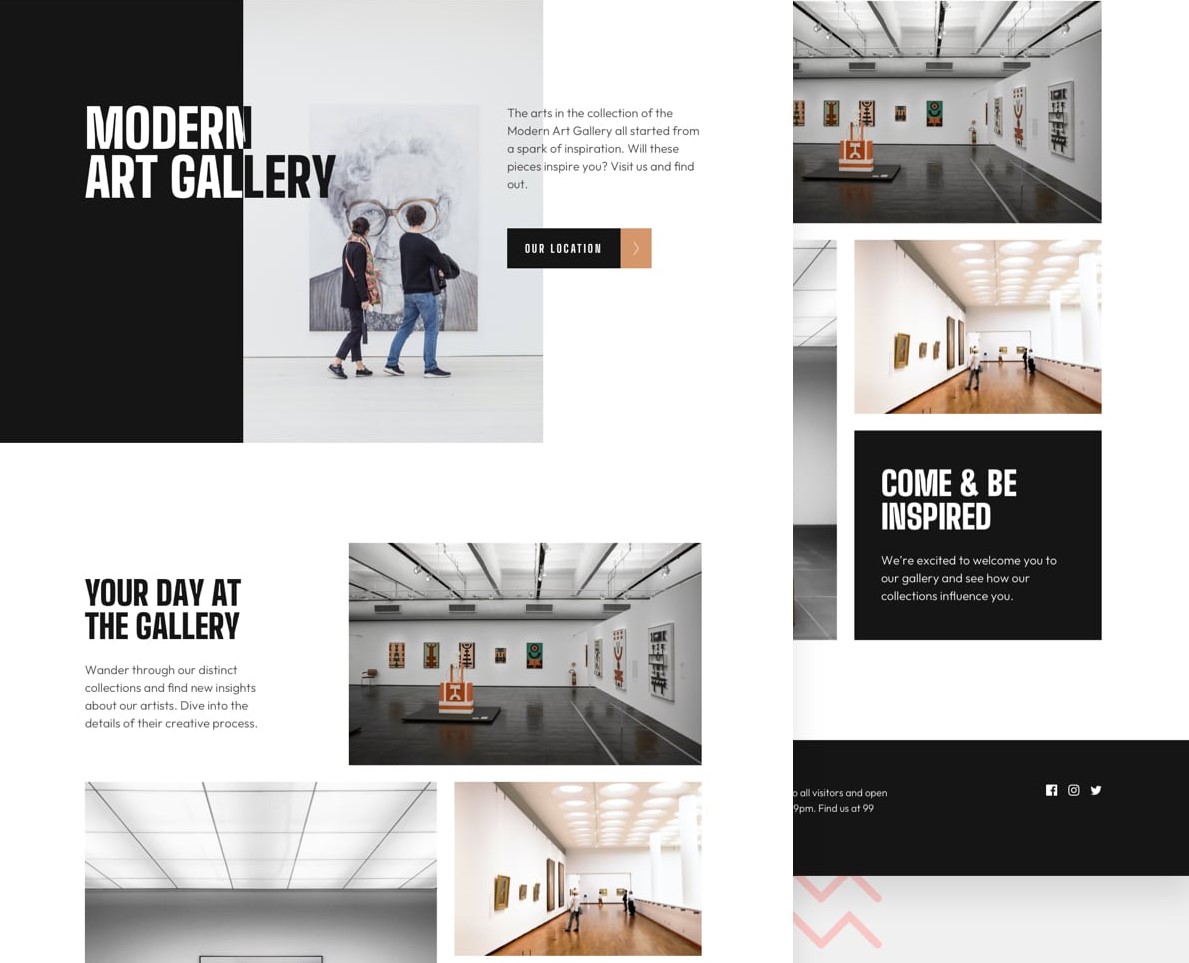 MODERN
ART GALLERY
The arts in the collection of the
Modern Art Gallery all started from
a spark of inspiration. Will these
pieces inspire you? Visit us and find
out.
OUR LOCATION
YOUR DAY AT
THE GALLERY
Wander through our distinct
collections and find new insights
about our artists. Dive into the
details of their creative process.
COME & BE
INSPIRED
We’re excited to welcome you to
our gallery and see how our
collections influence you.
all visitors and open
9pm. Find us at 99